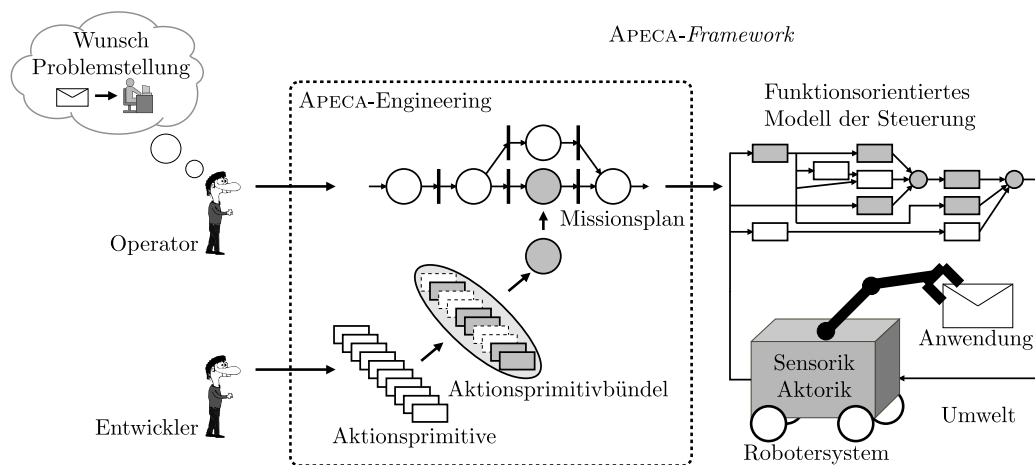 APECA-Framework
Wunsch
Problemstellung
APECA-Engineering
Funktionsorientiertes
Modell der Steuerung
Missionsplan
Operator
Anwendung
Sensorik
Aktorik
Aktionsprimitivbündel
Entwickler
Aktionsprimitive
Umwelt
Robotersystem